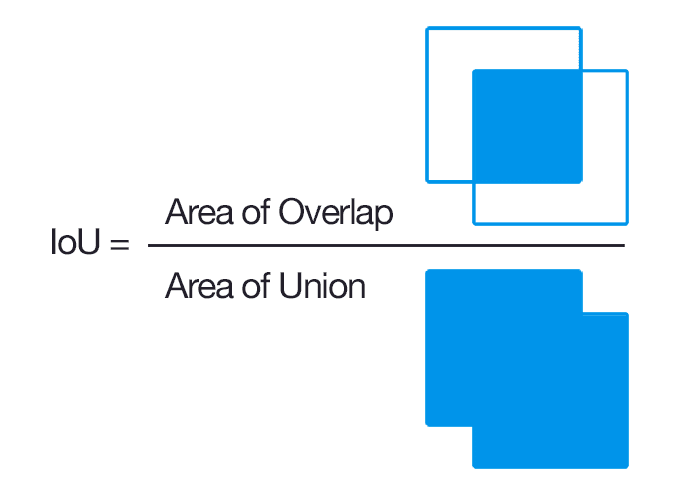 Area of Overlap
IoU =
Area of Union